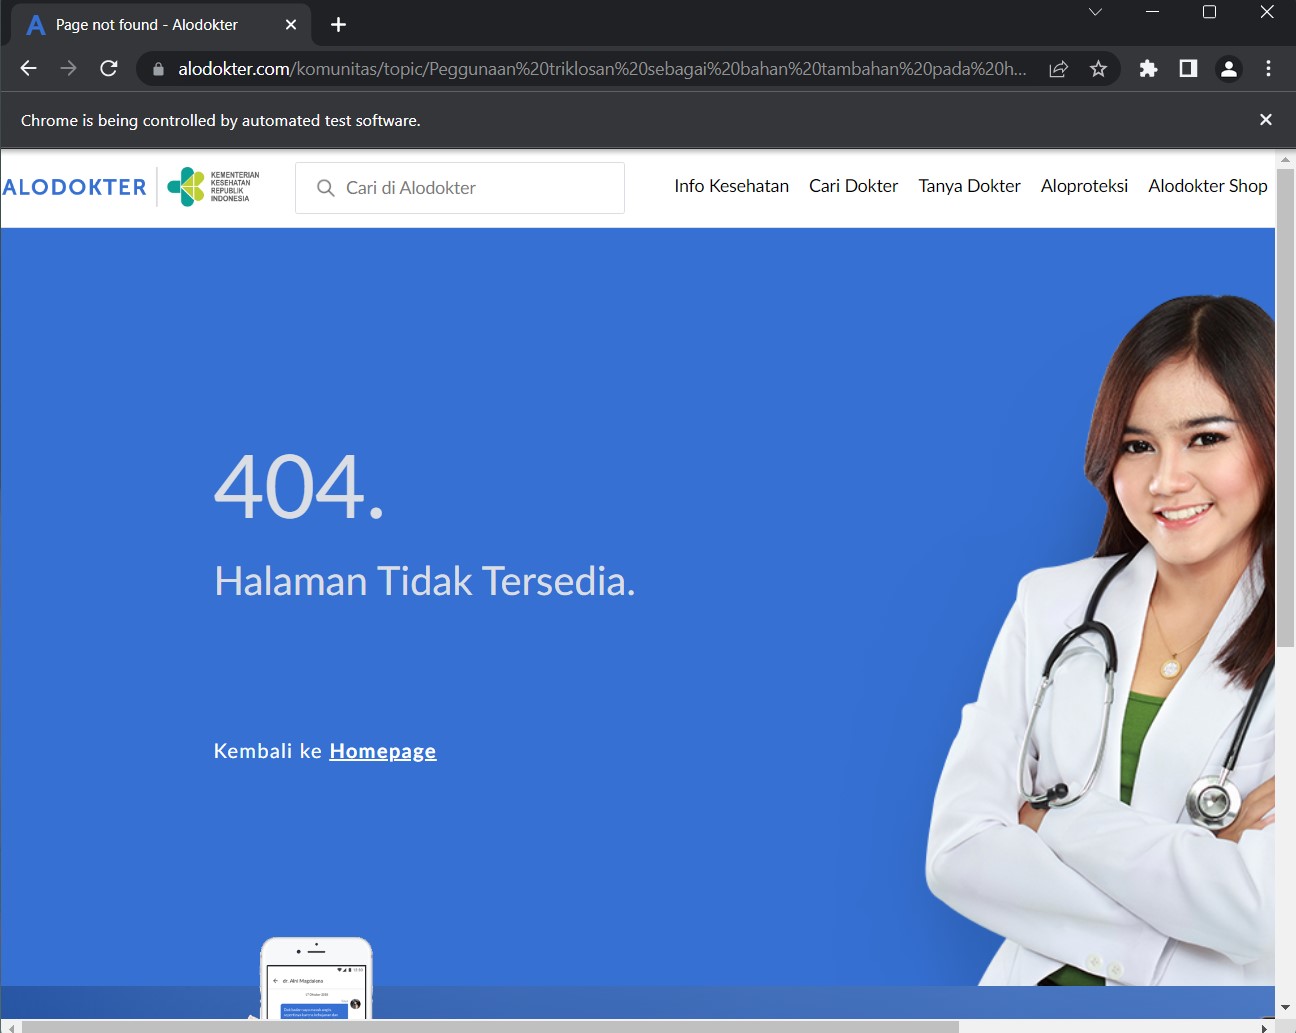 Page not found - Alodokter
alodokter.com/komunitas/topic/Peggunaan%20triklosan%20sebagai%20bahan%20tambahan%20pada%20h...
Chrome is being controlled by automated test software.
ALODOKTER
KEMENTERIAN
KESEHATAN
REPUBLIK
INDONESIA
Cari di Alodokter
Info Kesehatan
Cari Dokter
Tanya Dokter
Aloproteksi
Alodokter Shop
404.
Halaman Tidak Tersedia.
Kembali ke Homepage
dr. Alni Magdalena